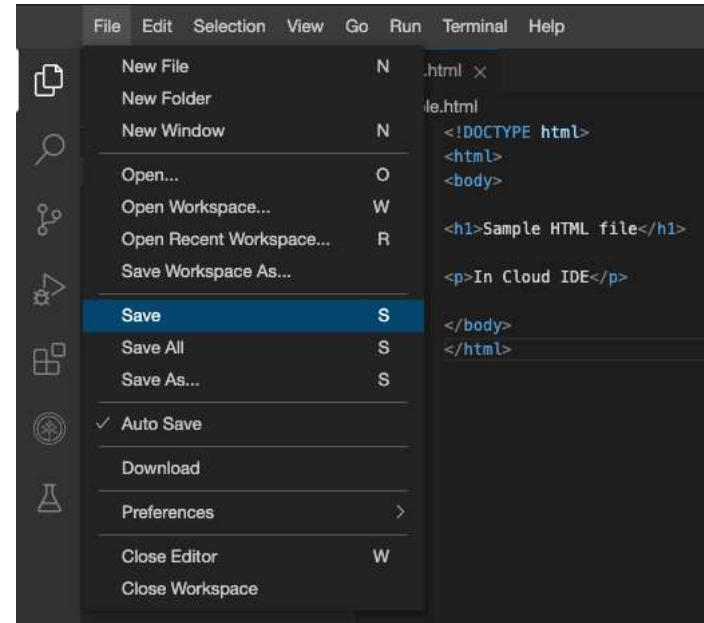 File Edit Selection View Go Run Terminal Help
New File N
New Folder
New Window N
Open... O
Open Workspace... W
Open Recent Workspace... R
Save Workspace As...
Save S
Save All S
Save As... S
Auto Save
Download
Preferences
Close Editor W
Close Workspace
.html
le.html
<!DOCTYPE html>
<html>
<body>
<h1>Sample HTML file</h1>
<p>In Cloud IDE</p>
</body>
</html>